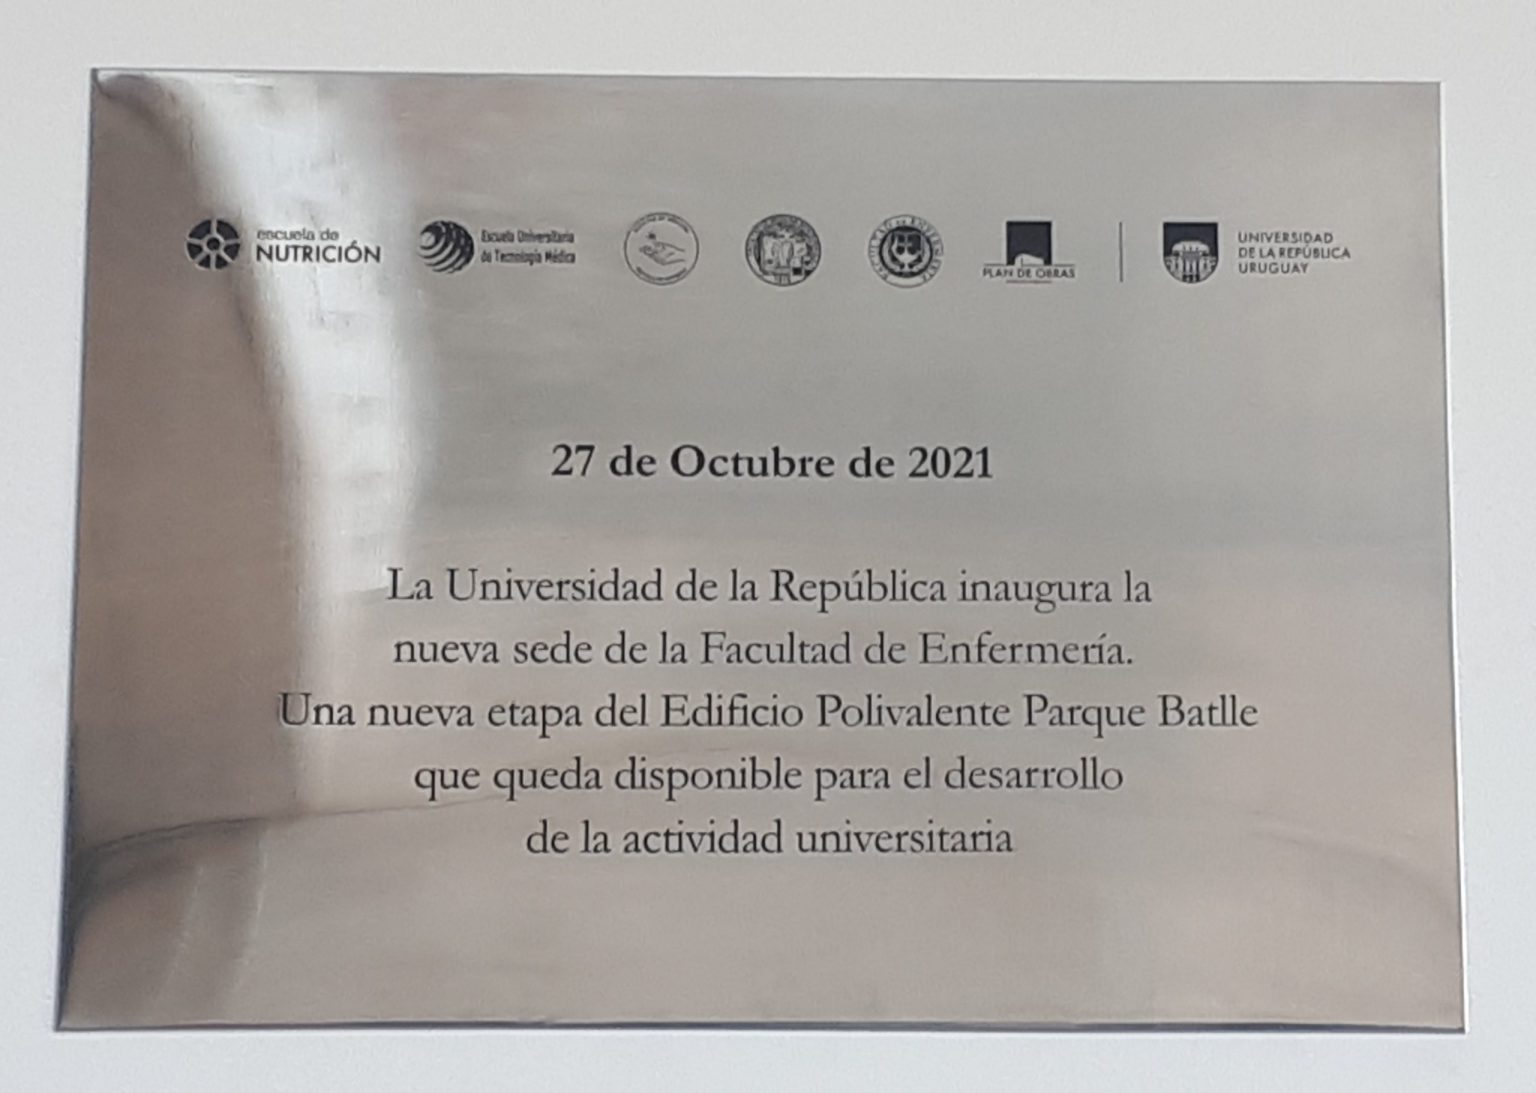 escuela de
NUTRICIÓN
Escuela Universitaria
de Tecnología Médica
PLAN DE OBRAS
UNIVERSIDAD
DE LA REPÚBLICA
URUGUAY
27 de Octubre de 2021
La Universidad de la República inaugura la
nueva sede de la Facultad de Enfermería.
Una nueva etapa del Edificio Polivalente Parque Batlle
que queda disponible para el desarrollo
de la actividad universitaria